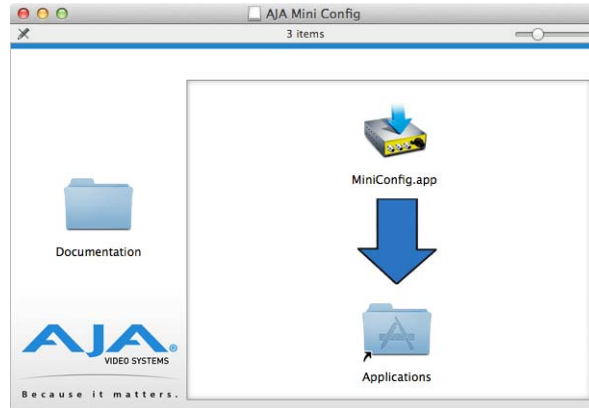 AJA Mini Config
3 items
MiniConfig.app
Documentation
Applications
AJA
VIDEO SYSTEMS
Because it matters.